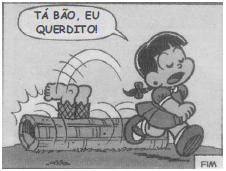 TÁ BÃO, EU
QUERDITO!
FIM